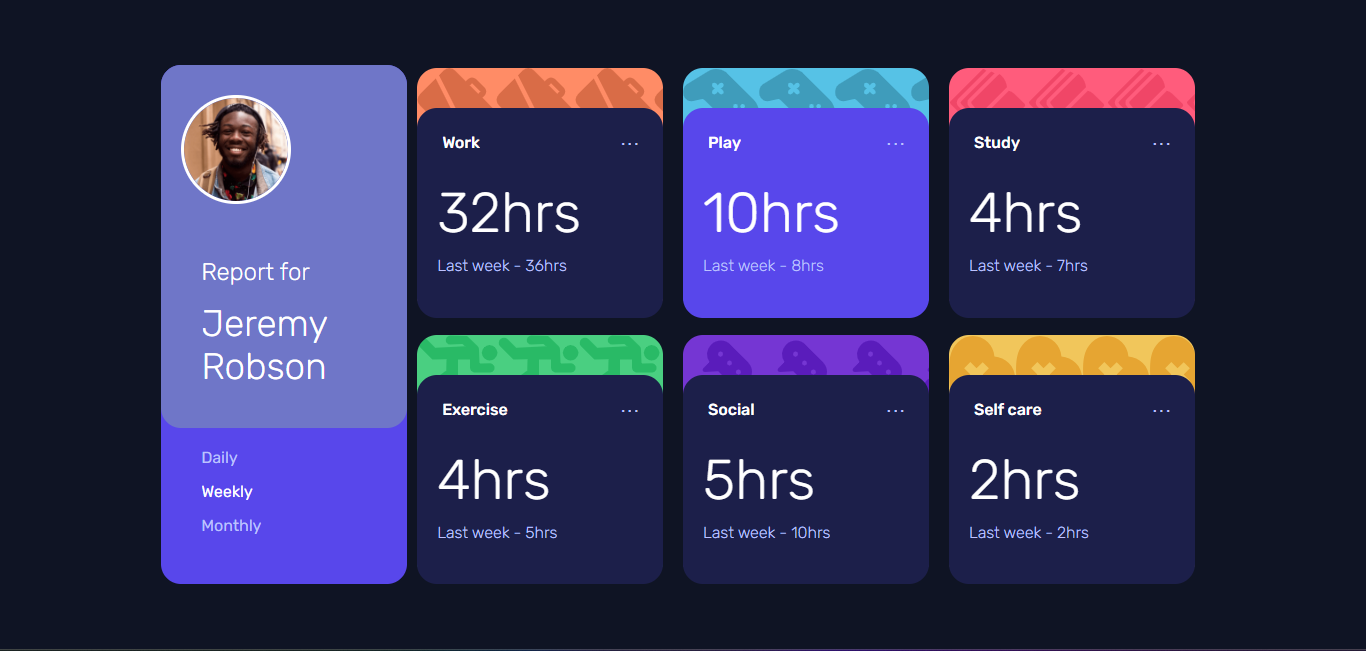 Report for
Jeremy
Robson
Daily
Weekly
Monthly
Work ...
32hrs
Last week - 36hrs
Play ...
10hrs
Last week - 8hrs
Study ...
4hrs
Last week - 7hrs
Exercise ...
4hrs
Last week - 5hrs
Social ...
5hrs
Last week - 10hrs
Self care ...
2hrs
Last week - 2hrs